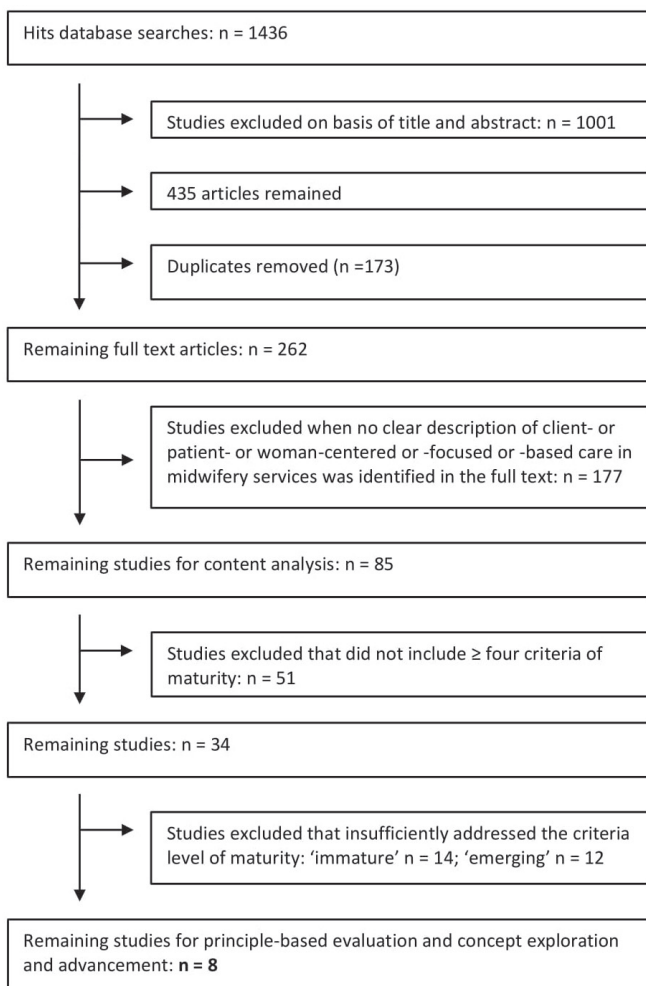 Hits database searches: n = 1436
Studies excluded on basis of title and abstract: n = 1001
435 articles remained
Duplicates removed (n =173)
Remaining full text articles: n = 262
Studies excluded when no clear description of client- or
patient- or woman-centered or -focused or -based care in
midwifery services was identified in the full text: n = 177
Remaining studies for content analysis: n = 85
Studies excluded that did not include ≥ four criteria of
maturity: n = 51
Remaining studies: n = 34
Studies excluded that insufficiently addressed the criteria
level of maturity: ‘immature’ n = 14; ‘emerging’ n = 12
Remaining studies for principle-based evaluation and concept exploration
and advancement: n = 8